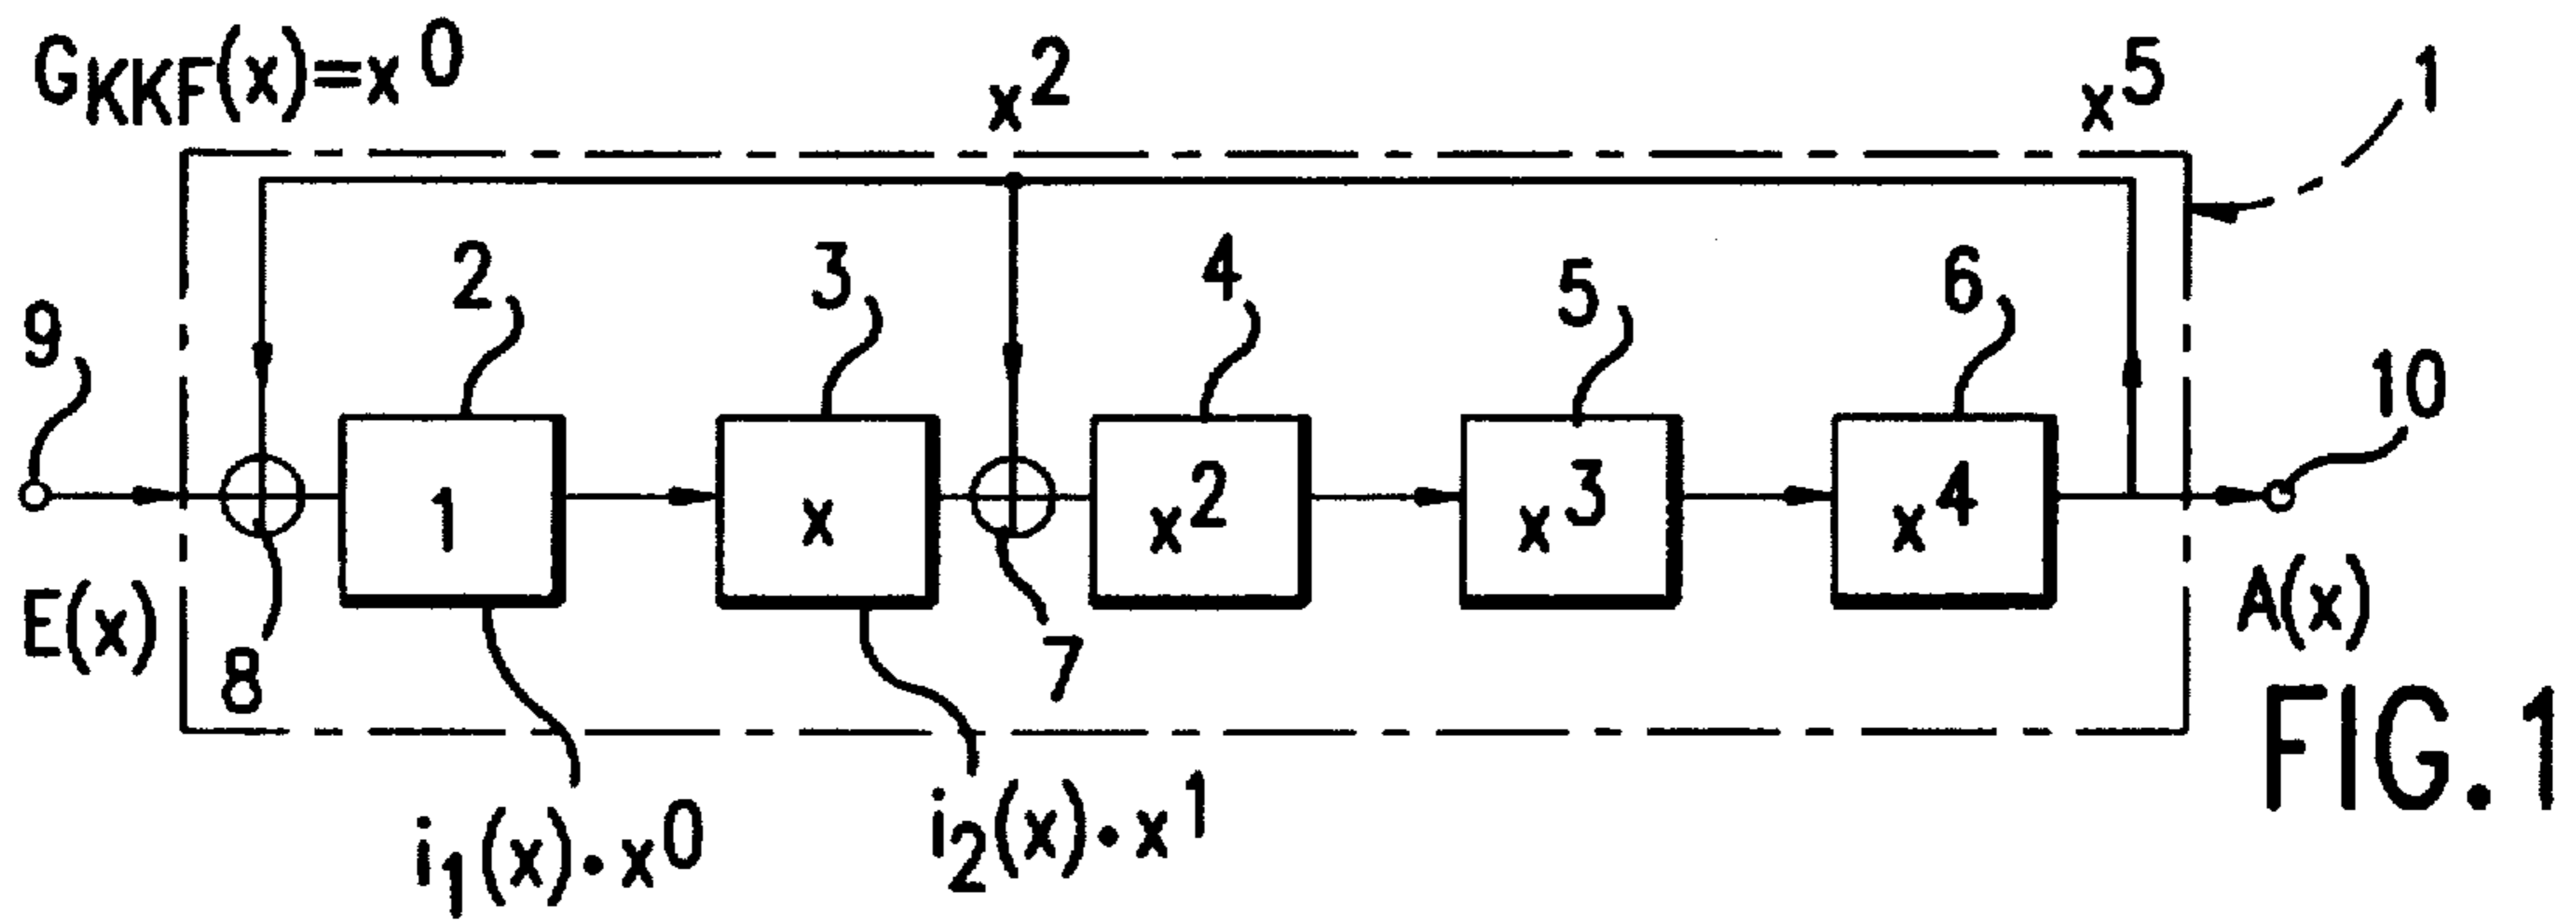 G_KKF(x)=x^0 x^2 x^5 1
2 3 4 5 6
9 10
1 x x^2 x^3 x^4
E(x) 8 7 A(x)
i_1(x)·x^0 i_2(x)·x^1
FIG.1